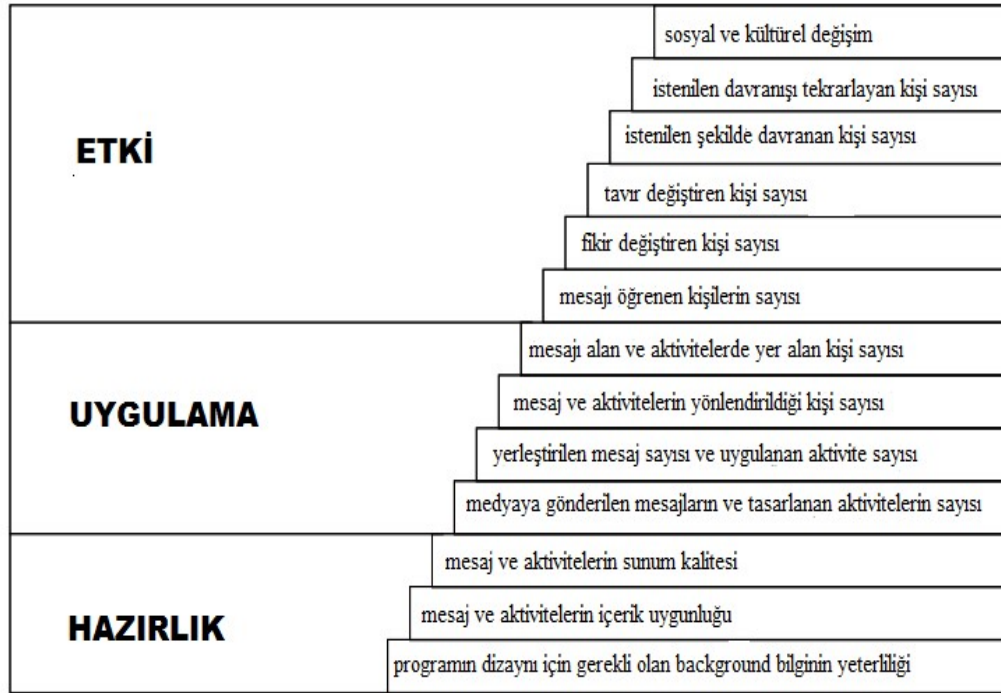 sosyal ve kültürel değişim
istenilen davranışı tekrarlayan kişi sayısı
istenilen şekilde davranan kişi sayısı
ETKİ
tavır değiştiren kişi sayısı
fikir değiştiren kişi sayısı
mesajı öğrenen kişilerin sayısı
mesajı alan ve aktivitelerde yer alan kişi sayısı
mesaj ve aktivitelerin yönlendirildiği kişi sayısı
UYGULAMA
yerleştirilen mesaj sayısı ve uygulanan aktivite sayısı
medyaya gönderilen mesajların ve tasarlanan aktivitelerin sayısı
mesaj ve aktivitelerin sunum kalitesi
mesaj ve aktivitelerin içerik uygunluğu
HAZIRLIK
programın dizaynı için gerekli olan background bilginin yeterliliği